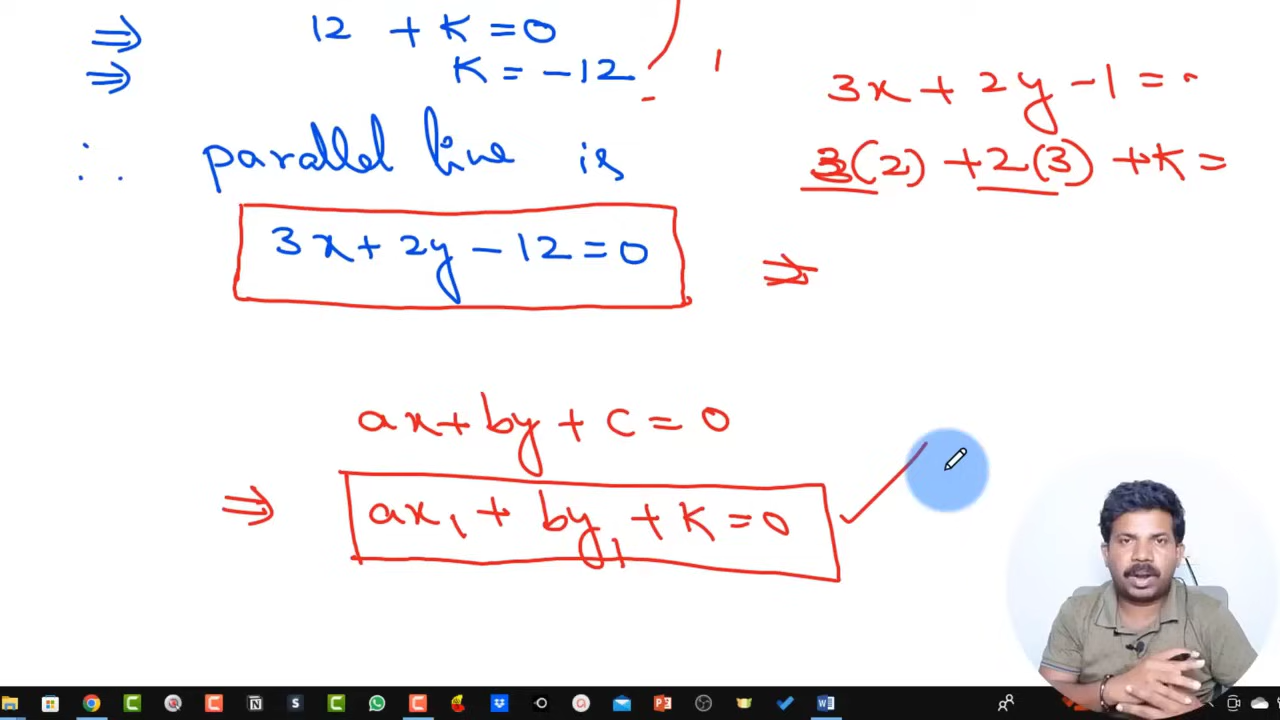 ⇒ 12 + K = 0
⇒ K = -12
∴ parallel line is
3x + 2y - 12 = 0
3x + 2y - 1 = 
3(2) + 2(3) + K =
⇒
ax + by + c = 0
⇒ ax₁ + by₁ + K = 0